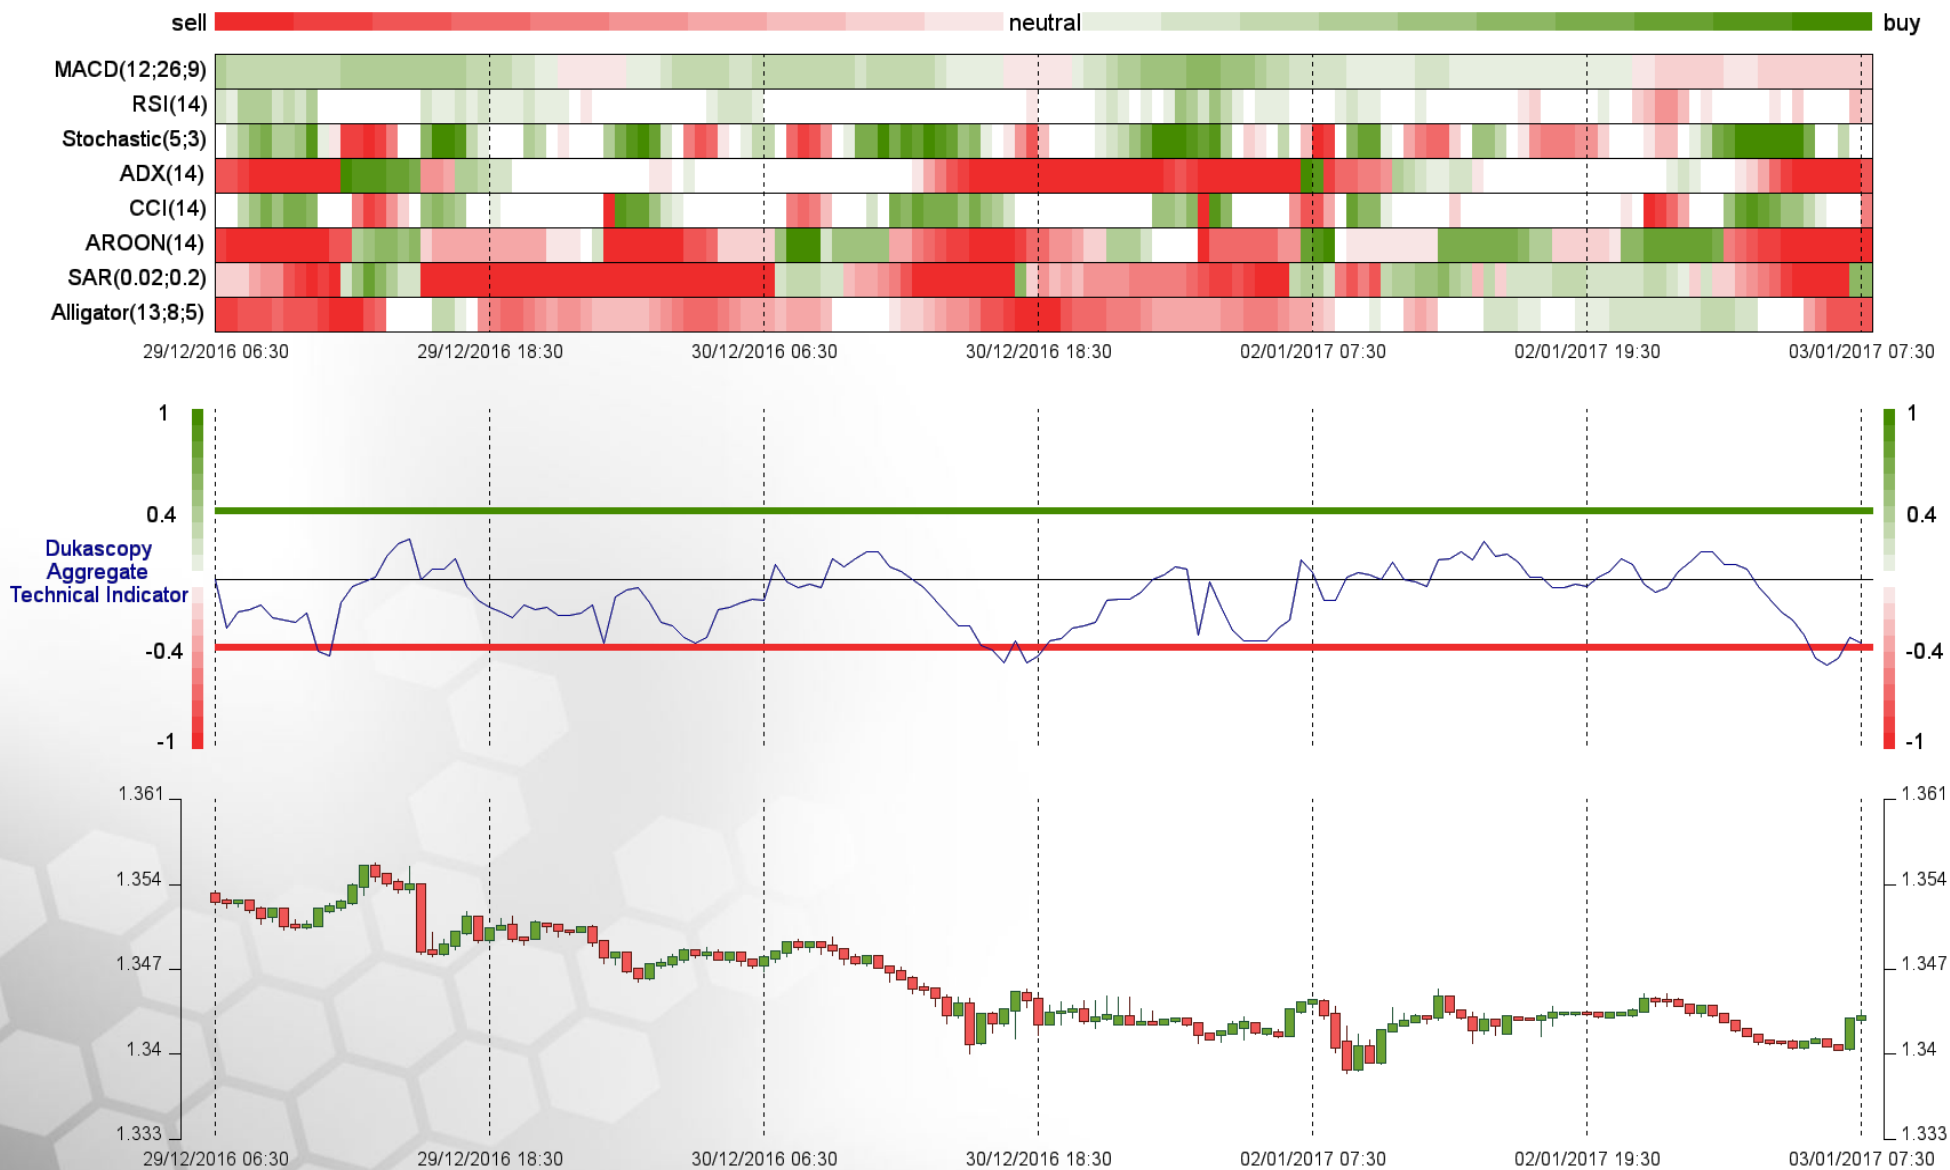 sell neutral buy
MACD(12;26;9)
RSI(14)
Stochastic(5;3)
ADX(14)
CCI(14)
AROON(14)
SAR(0.02;0.2)
Alligator(13;8;5)
29/12/2016 06:30 29/12/2016 18:30 30/12/2016 06:30 30/12/2016 18:30 02/01/2017 07:30 02/01/2017 19:30 03/01/2017 07:30
1 1
0.4 0.4
Dukascopy
Aggregate
Technical Indicator
-0.4 -0.4
-1 -1
1.361 1.361
1.354 1.354
1.347 1.347
1.34 1.34
1.333 1.333
29/12/2016 06:30 29/12/2016 18:30 30/12/2016 06:30 30/12/2016 18:30 02/01/2017 07:30 02/01/2017 19:30 03/01/2017 07:30